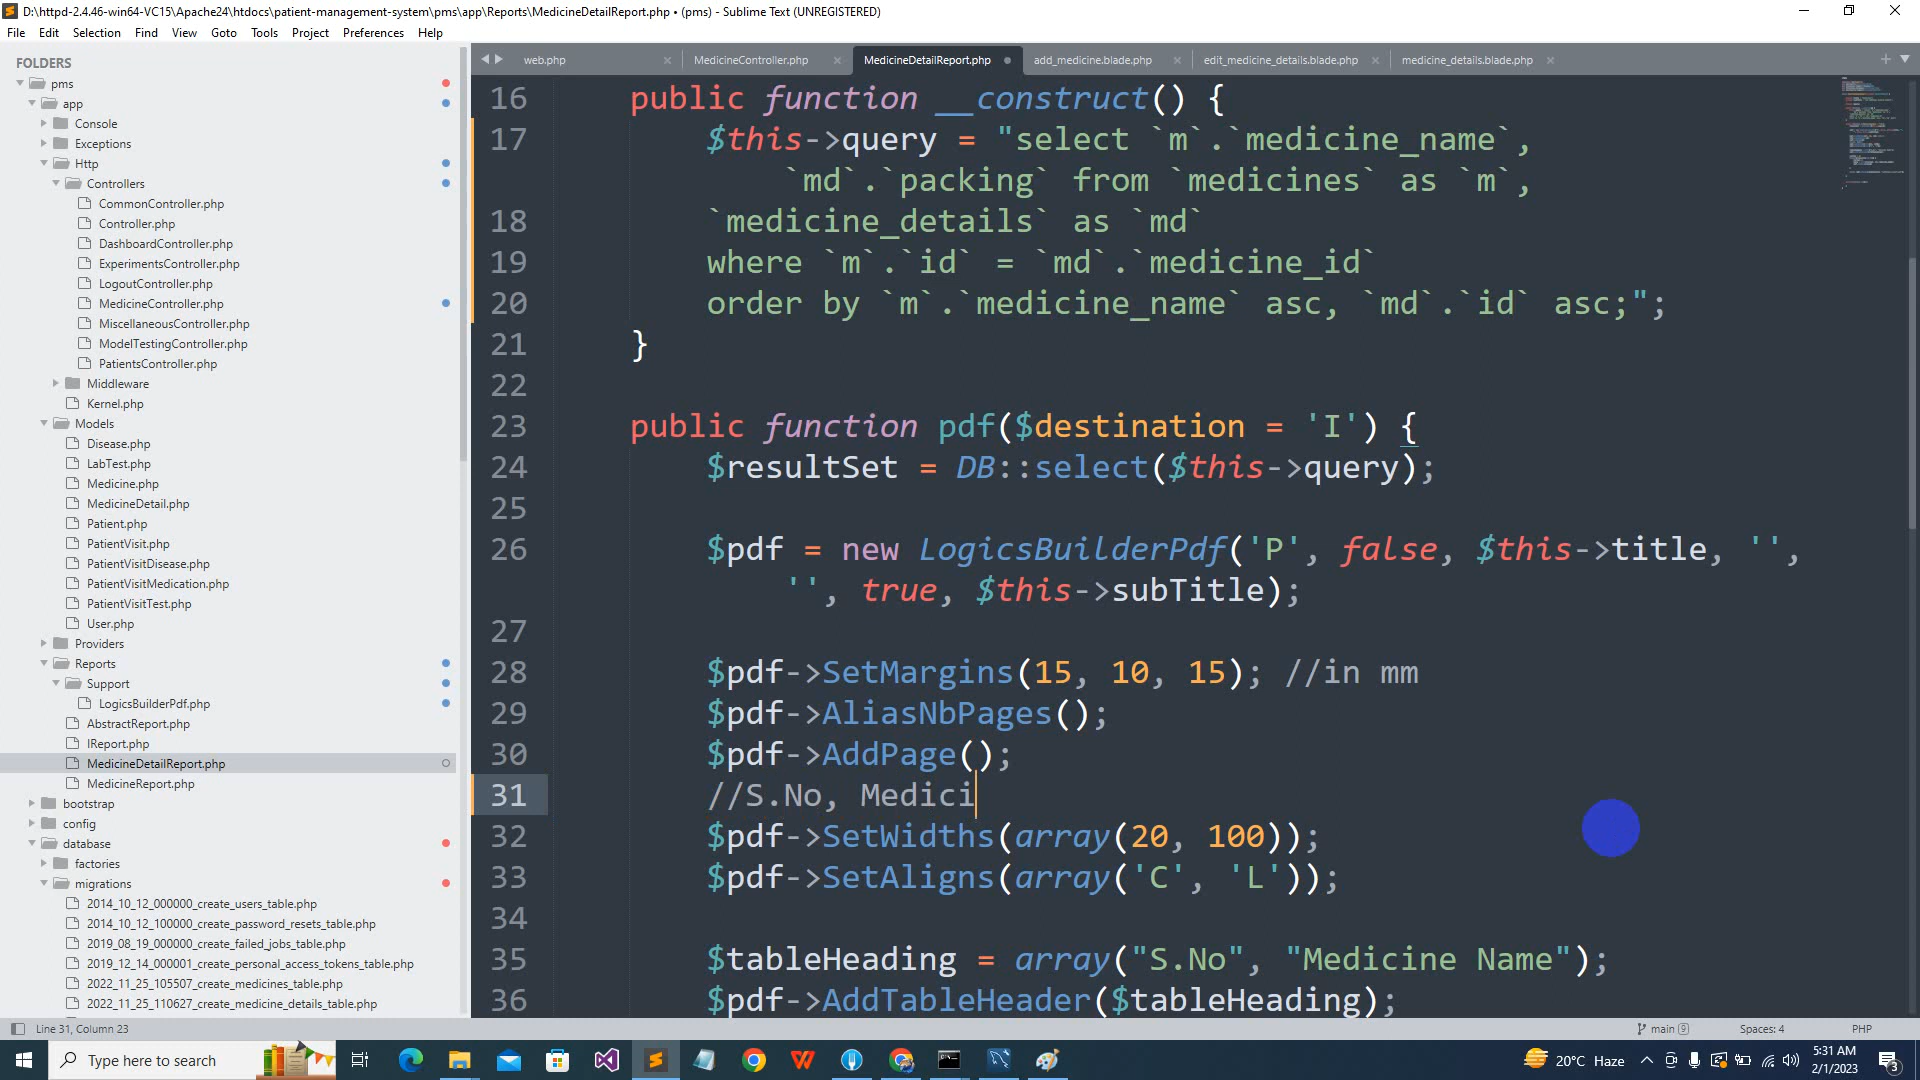 D:\httpd-2.4.46-win64-VC15\Apache24\htdocs\patient-management-system\pms\app\Reports\MedicineDetailReport.php • (pms) - Sublime Text (UNREGISTERED)
File Edit Selection Find View Goto Tools Project Preferences Help
FOLDERS
pms
app
Console
Exceptions
Http
Controllers
CommonController.php
Controller.php
DashboardController.php
ExperimentsController.php
LogoutController.php
MedicineController.php
MiscellaneousController.php
ModelTestingController.php
PatientsController.php
Middleware
Kernel.php
Models
Disease.php
LabTest.php
Medicine.php
MedicineDetail.php
Patient.php
PatientVisit.php
PatientVisitDisease.php
PatientVisitMedication.php
PatientVisitTest.php
User.php
Providers
Reports
Support
LogicsBuilderPdf.php
AbstractReport.php
IReport.php
MedicineDetailReport.php
MedicineReport.php
bootstrap
config
database
factories
migrations
2014_10_12_000000_create_users_table.php
2014_10_12_100000_create_password_resets_table.php
2019_08_19_000000_create_failed_jobs_table.php
2019_12_14_000001_create_personal_access_tokens_table.php
2022_11_25_105507_create_medicines_table.php
2022_11_25_110627_create_medicine_details_table.php
web.php MedicineController.php MedicineDetailReport.php add_medicine.blade.php edit_medicine_details.blade.php medicine_details.blade.php
16 public function __construct() {
17 $this->query = "select `m`.`medicine_name`,
`md`.`packing` from `medicines` as `m`,
18 `medicine_details` as `md`
19 where `m`.`id` = `md`.`medicine_id`
20 order by `m`.`medicine_name` asc, `md`.`id` asc;";
21 }
22
23 public function pdf($destination = 'I') {
24 $resultSet = DB::select($this->query);
25
26 $pdf = new LogicsBuilderPdf('P', false, $this->title, '',
'', true, $this->subTitle);
27
28 $pdf->SetMargins(15, 10, 15); //in mm
29 $pdf->AliasNbPages();
30 $pdf->AddPage();
31 //S.No, Medici
32 $pdf->SetWidths(array(20, 100));
33 $pdf->SetAligns(array('C', 'L'));
34
35 $tableHeading = array("S.No", "Medicine Name");
36 $pdf->AddTableHeader($tableHeading);
Line 31, Column 23 main 9 Spaces: 4 PHP
Type here to search 20°C Haze 5:31 AM
2/1/2023 3